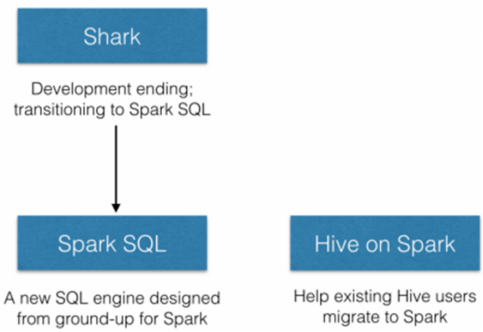 Shark
Development ending;
transitioning to Spark SQL
Spark SQL
Hive on Spark
A new SQL engine designed
from ground-up for Spark
Help existing Hive users
migrate to Spark